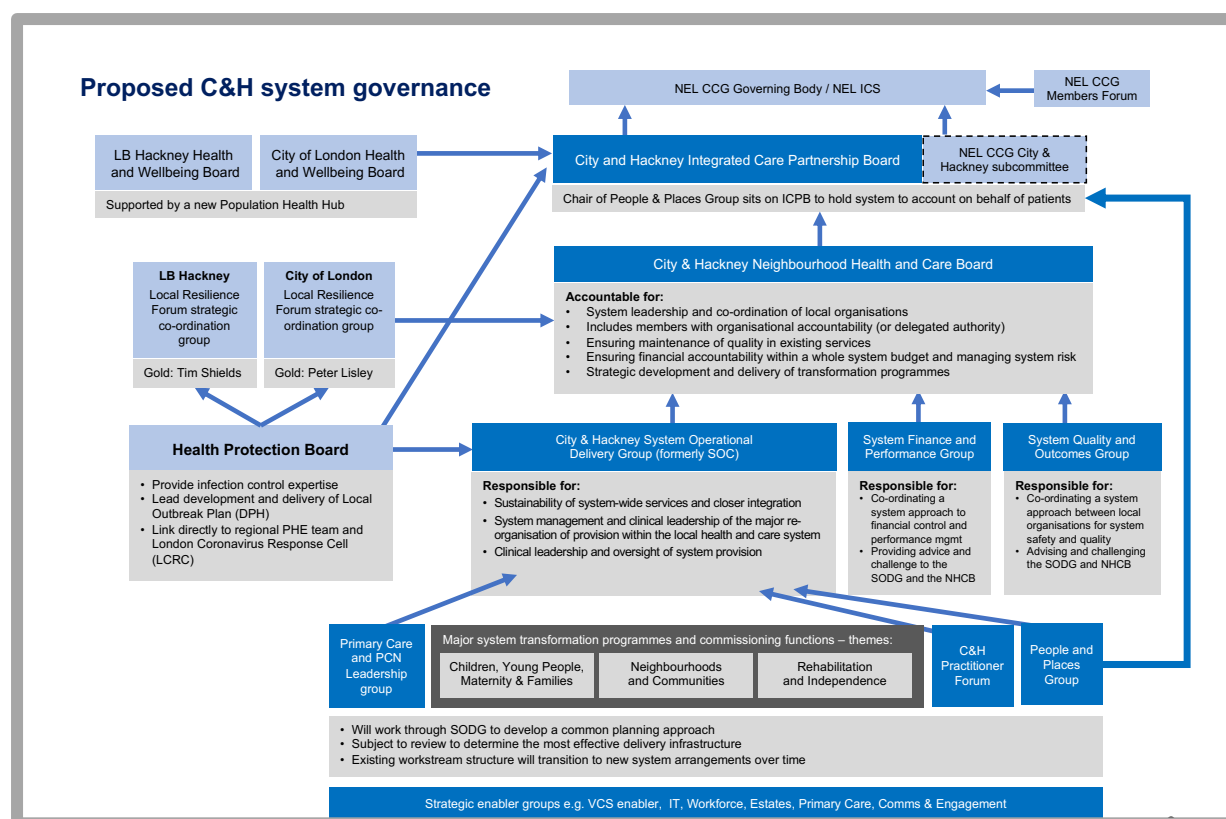 Proposed C&H system governance
NEL CCG Governing Body / NEL ICS
NEL CCG
Members Forum
LB Hackney Health
and Wellbeing Board
City of London Health
and Wellbeing Board
Supported by a new Population Health Hub
City and Hackney Integrated Care Partnership Board
NEL CCG City &
Hackney subcommittee
Chair of People & Places Group sits on ICPB to hold system to account on behalf of patients
LB Hackney
Local Resilience
Forum strategic
co-ordination
group
Gold: Tim Shields
City of London
Local Resilience
Forum strategic co-
ordination group
Gold: Peter Lisley
City & Hackney Neighbourhood Health and Care Board
Accountable for:
• System leadership and co-ordination of local organisations
• Includes members with organisational accountability (or delegated authority)
• Ensuring maintenance of quality in existing services
• Ensuring financial accountability within a whole system budget and managing system risk
• Strategic development and delivery of transformation programmes
Health Protection Board
• Provide infection control expertise
• Lead development and delivery of Local
Outbreak Plan (DPH)
• Link directly to regional PHE team and
London Coronavirus Response Cell
(LCRC)
City & Hackney System Operational
Delivery Group (formerly SOC)
Responsible for:
• Sustainability of system-wide services and closer integration
• System management and clinical leadership of the major re-
organisation of provision within the local health and care system
• Clinical leadership and oversight of system provision
System Finance and
Performance Group
Responsible for:
• Co-ordinating a
system approach to
financial control and
performance mgmt
• Providing advice and
challenge to the
SODG and the NHCB
System Quality and
Outcomes Group
Responsible for:
• Co-ordinating a system
approach between local
organisations for system
safety and quality
• Advising and challenging
the SODG and NHCB
Primary Care
and PCN
Leadership
group
Major system transformation programmes and commissioning functions – themes:
Children, Young People,
Maternity & Families
Neighbourhoods
and Communities
Rehabilitation
and Independence
C&H
Practitioner
Forum
People and
Places
Group
• Will work through SODG to develop a common planning approach
• Subject to review to determine the most effective delivery infrastructure
• Existing workstream structure will transition to new system arrangements over time
Strategic enabler groups e.g. VCS enabler, IT, Workforce, Estates, Primary Care, Comms & Engagement